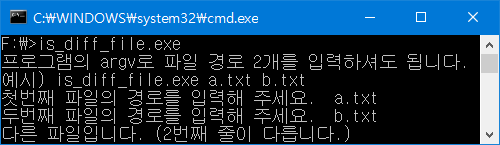 C:₩WINDOWS₩system32₩cmd.exe
F:₩>is_diff_file.exe
프로그램의 argv로 파일 경로 2개를 입력하셔도 됩니다.
예시) is_diff_file.exe a.txt b.txt
첫번째 파일의 경로를 입력해 주세요.  a.txt
두번째 파일의 경로를 입력해 주세요.  b.txt
다른 파일입니다. (2번째 줄이 다릅니다.)